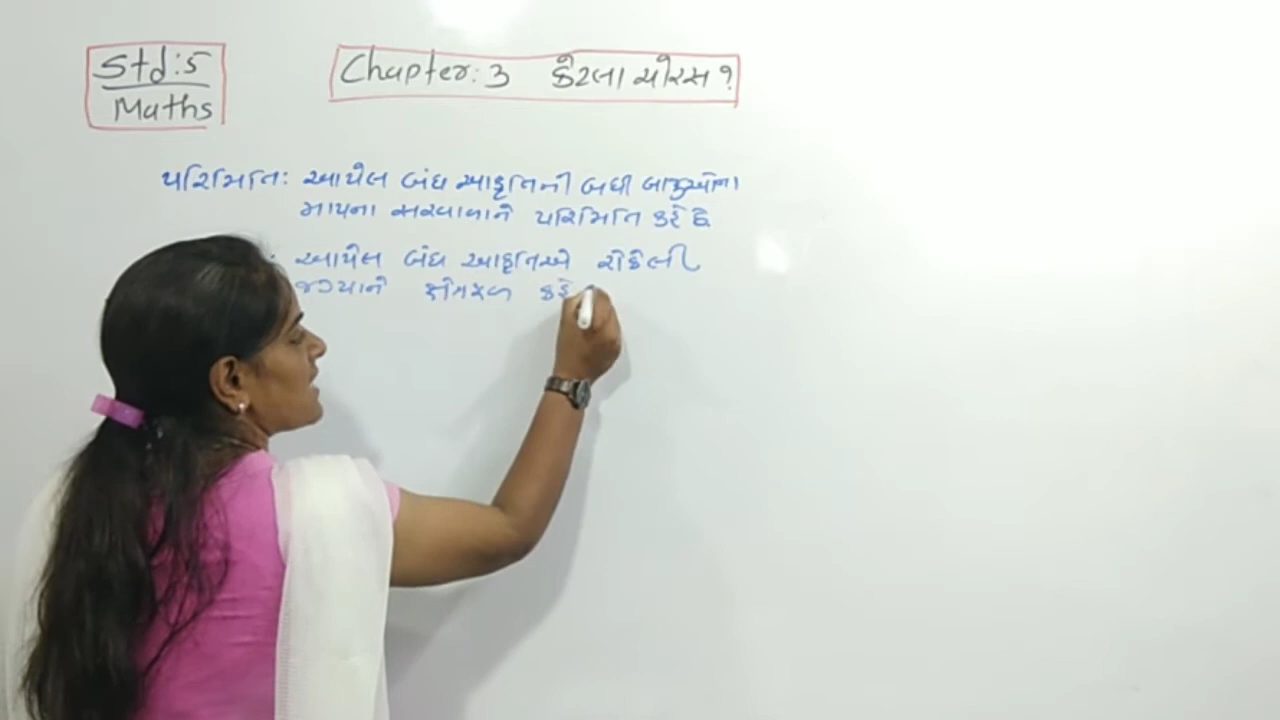 Std:5
Maths
Chapter:3 કેટલા ચોરસ?
પરિમિતિ: આપેલ બંધ આકૃતિની બધી બાજુઓના
માપના સરવાળાને પરિમિતિ કહે છે
: આપેલ બંધ આકૃતિએ રોકેલી
જગ્યાને ક્ષેત્રફળ કહે